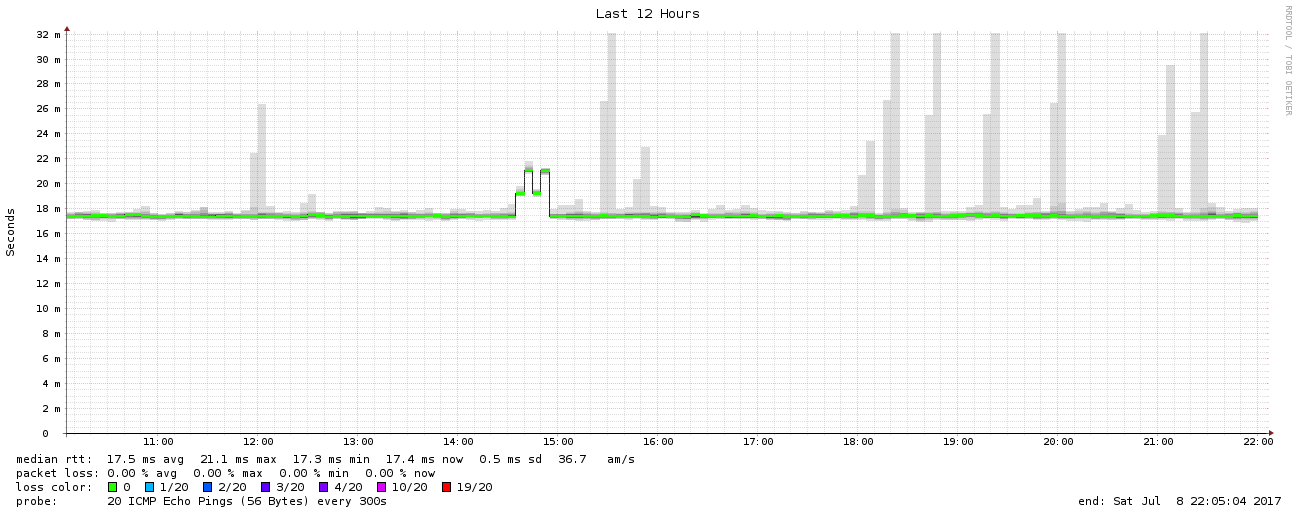 Last 12 Hours
RRDTOOL / TOBI OETIKER
Seconds
32 m
30 m
28 m
26 m
24 m
22 m
20 m
18 m
16 m
14 m
12 m
10 m
8 m
6 m
4 m
2 m
0
11:00 12:00 13:00 14:00 15:00 16:00 17:00 18:00 19:00 20:00 21:00 22:00
median rtt: 17.5 ms avg 21.1 ms max 17.3 ms min 17.4 ms now 0.5 ms sd 36.7 am/s
packet loss: 0.00 % avg 0.00 % max 0.00 % min 0.00 % now
loss color: 0 1/20 2/20 3/20 4/20 10/20 19/20
probe: 20 ICMP Echo Pings (56 Bytes) every 300s end: Sat Jul 8 22:05:04 2017